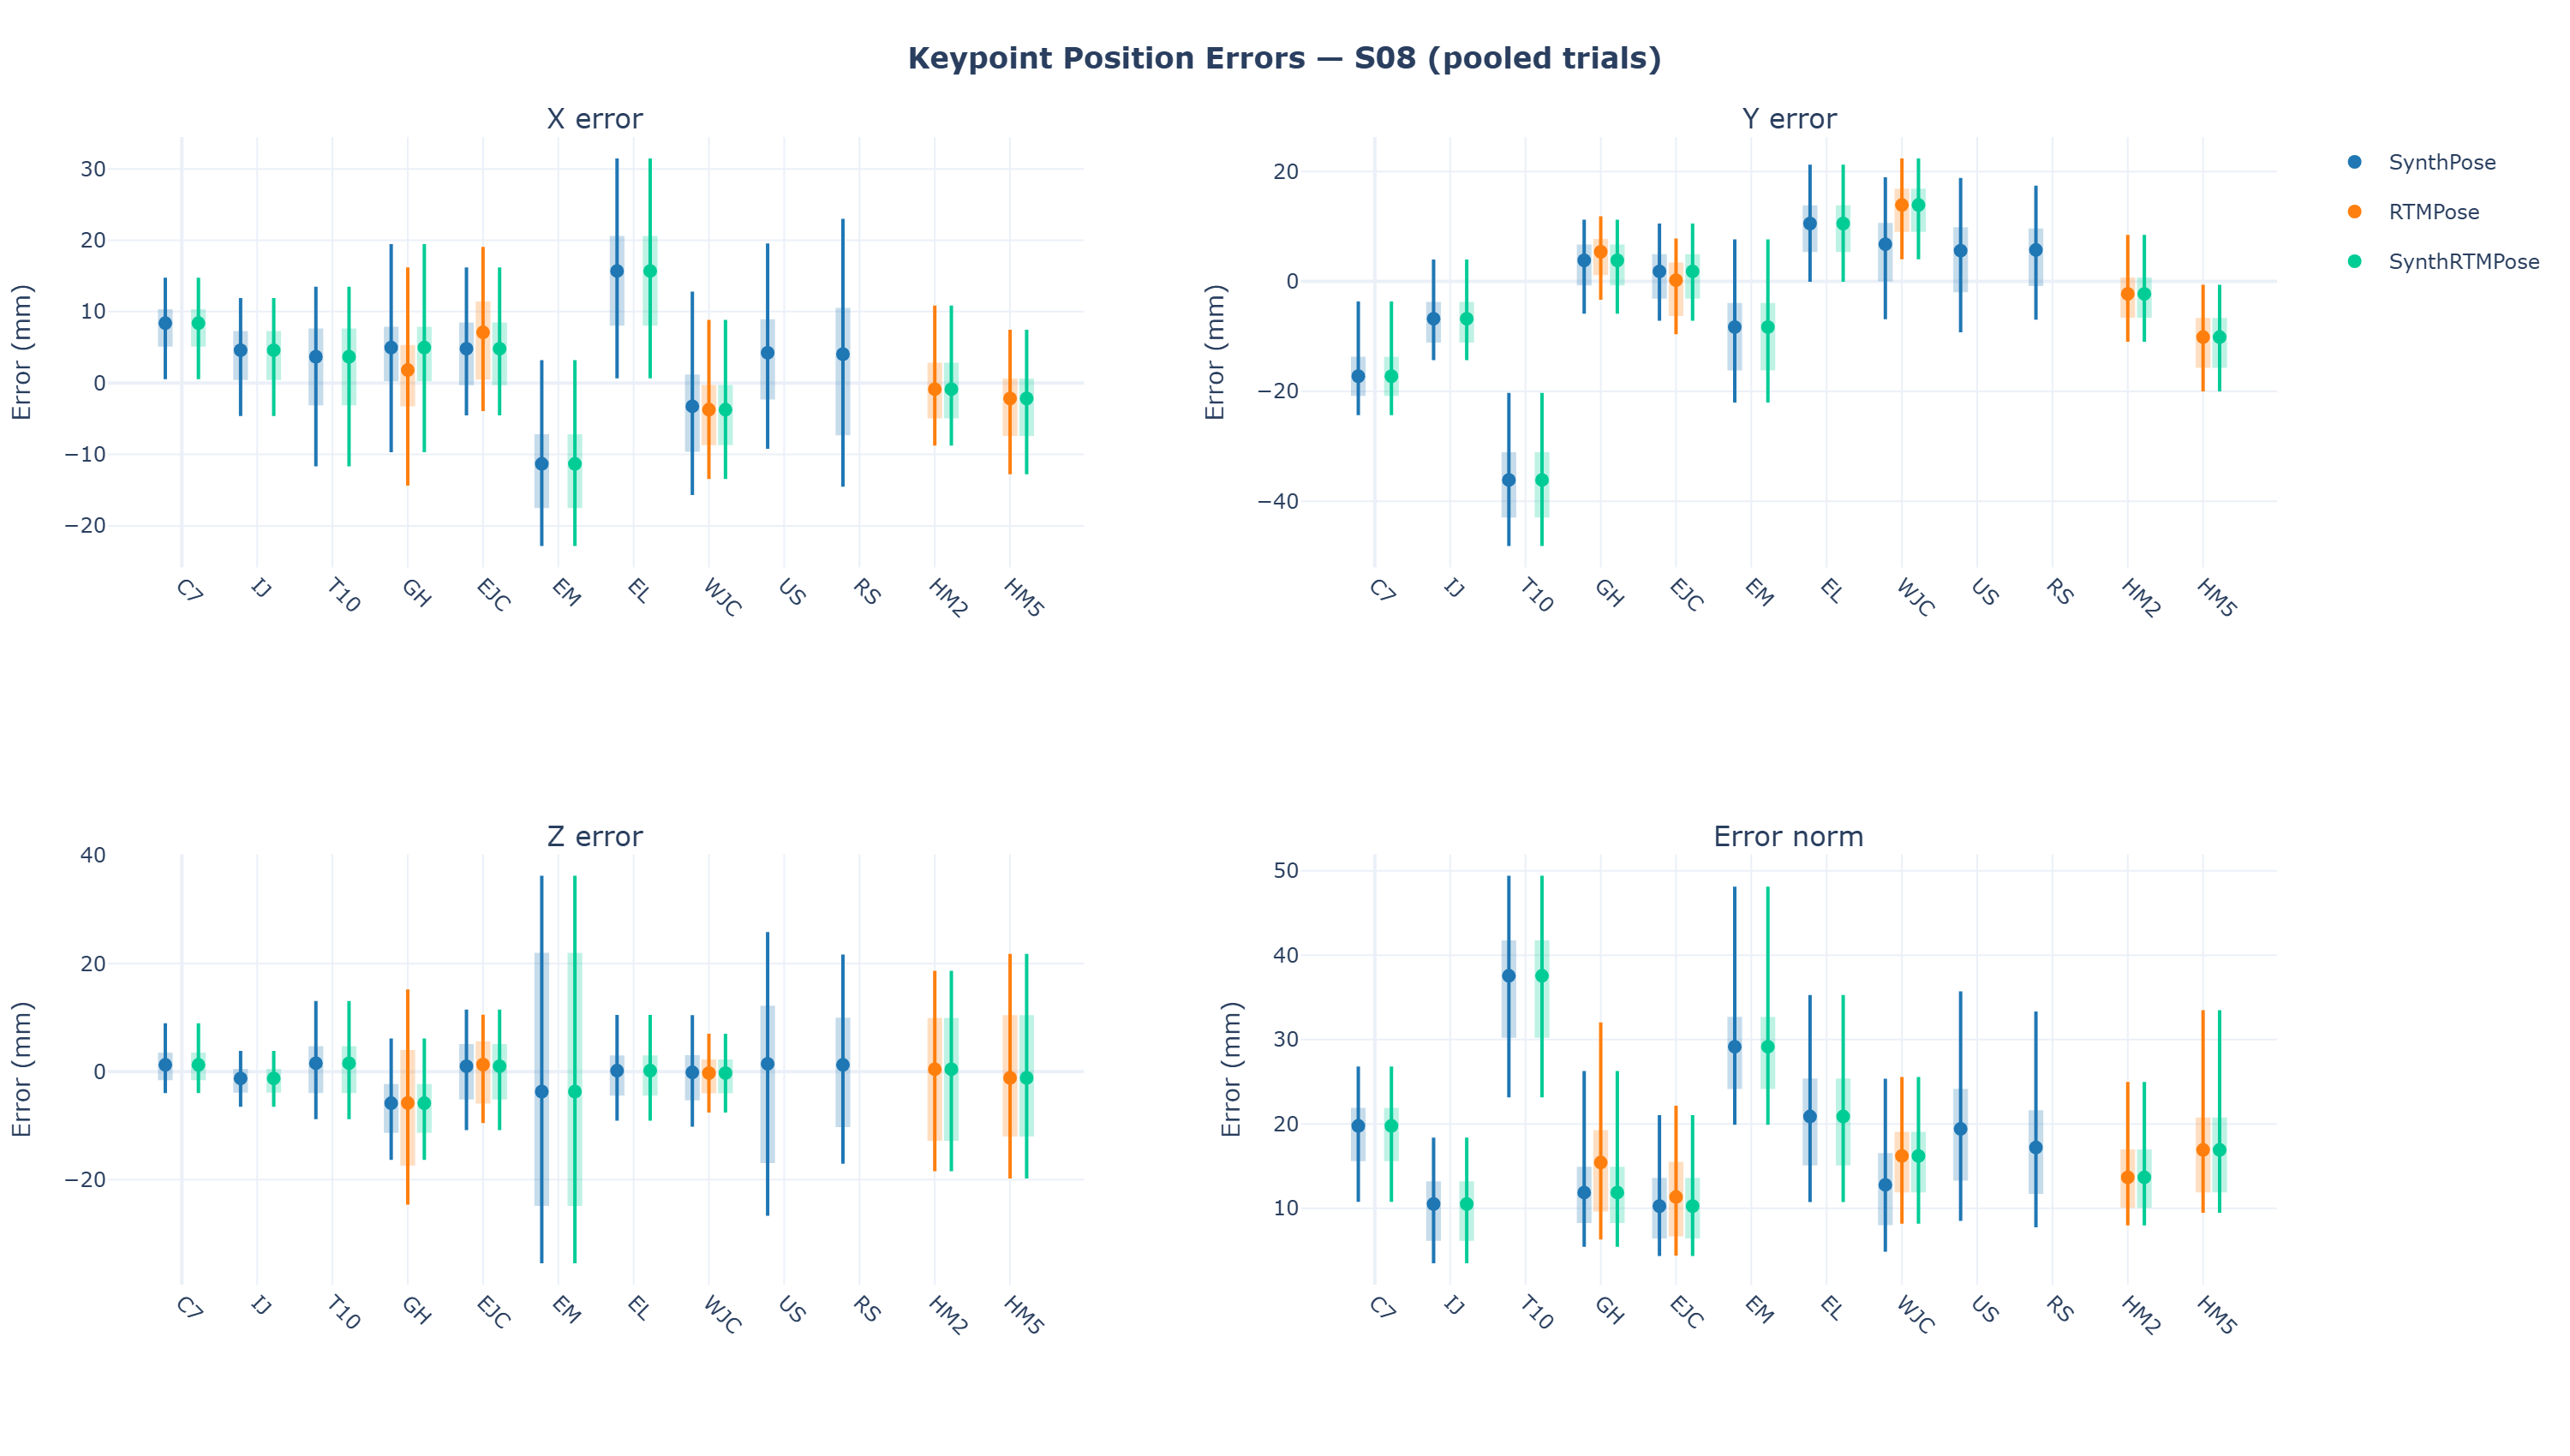 Keypoint Position Errors — S08 (pooled trials)
X error
Error (mm)
30
20
10
0
−10
−20
C7 IJ T10 GH EJC EM EL WJC US RS HM2 HM5
Y error
Error (mm)
20
0
−20
−40
C7 IJ T10 GH EJC EM EL WJC US RS HM2 HM5
SynthPose
RTMPose
SynthRTMPose
Z error
Error (mm)
40
20
0
−20
C7 IJ T10 GH EJC EM EL WJC US RS HM2 HM5
Error norm
Error (mm)
50
40
30
20
10
C7 IJ T10 GH EJC EM EL WJC US RS HM2 HM5